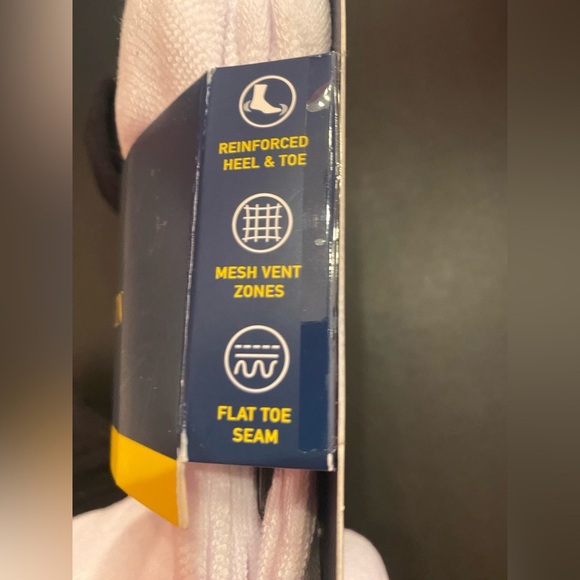 REINFORCED
HEEL & TOE
MESH VENT
ZONES
FLAT TOE
SEAM